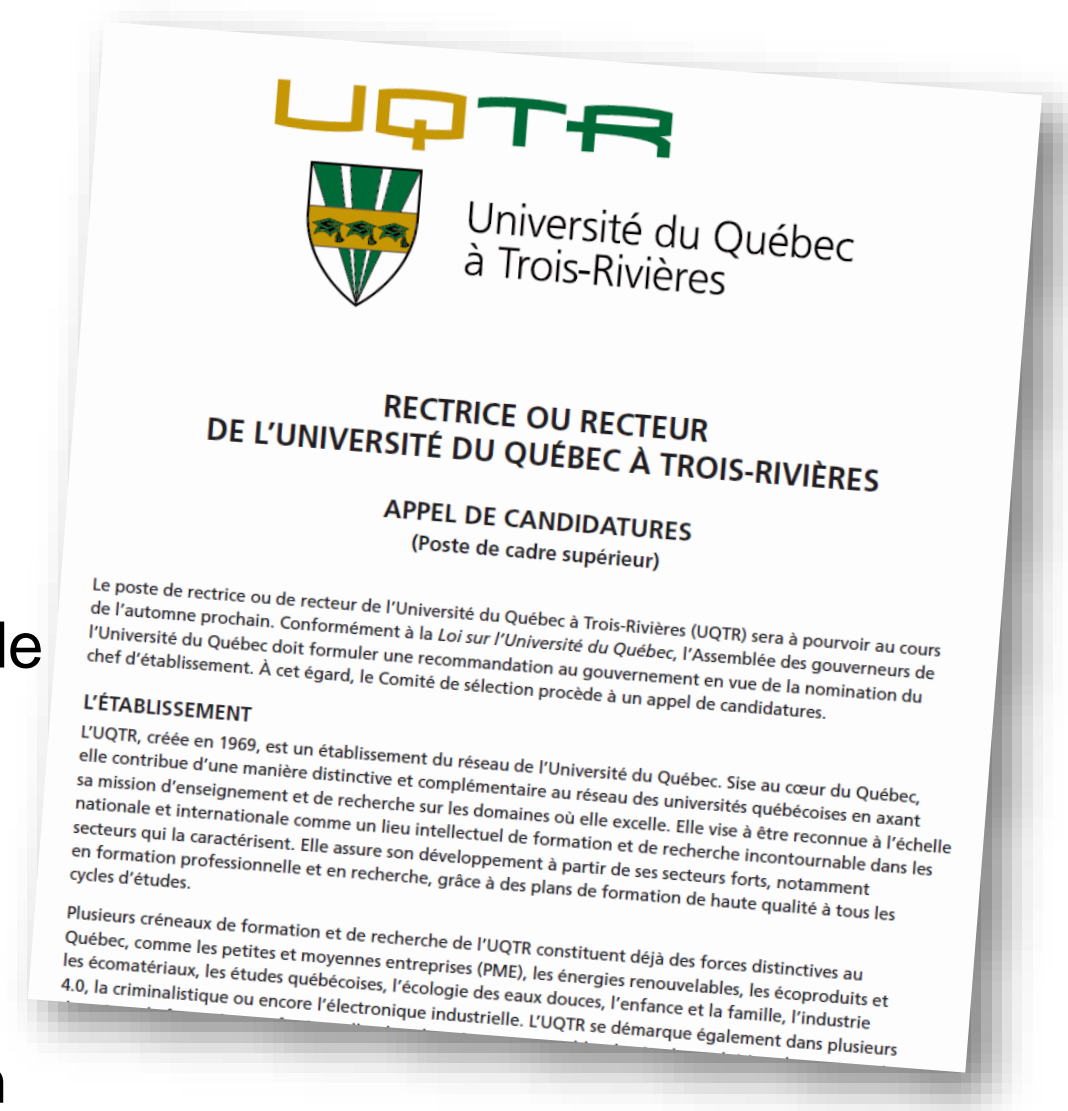 UQTR
Université du Québec
à Trois-Rivières
RECTRICE OU RECTEUR
DE L'UNIVERSITÉ DU QUÉBEC À TROIS-RIVIÈRES
APPEL DE CANDIDATURES
(Poste de cadre supérieur)
Le poste de rectrice ou de recteur de l'Université du Québec à Trois-Rivières (UQTR) sera à pourvoir au cours
de l'automne prochain. Conformément à la Loi sur l'Université du Québec, l'Assemblée des gouverneurs de
l'Université du Québec doit formuler une recommandation au gouvernement en vue de la nomination du
chef d'établissement. À cet égard, le Comité de sélection procède à un appel de candidatures.
L'ÉTABLISSEMENT
L'UQTR, créée en 1969, est un établissement du réseau de l'Université du Québec. Sise au cœur du Québec,
elle contribue d'une manière distinctive et complémentaire au réseau des universités québécoises en axant
sa mission d'enseignement et de recherche sur les domaines où elle excelle. Elle vise à être reconnue à l'échelle
nationale et internationale comme un lieu intellectuel de formation et de recherche incontournable dans les
secteurs qui la caractérisent. Elle assure son développement à partir de ses secteurs forts, notamment
en formation professionnelle et en recherche, grâce à des plans de formation de haute qualité à tous les
cycles d'études.
Plusieurs créneaux de formation et de recherche de l'UQTR constituent déjà des forces distinctives au
Québec, comme les petites et moyennes entreprises (PME), les énergies renouvelables, les écoproduits et
les écomatériaux, les études québécoises, l'écologie des eaux douces, l'enfance et la famille, l'industrie
4.0, la criminalistique ou encore l'électronique industrielle. L'UQTR se démarque également dans plusieurs